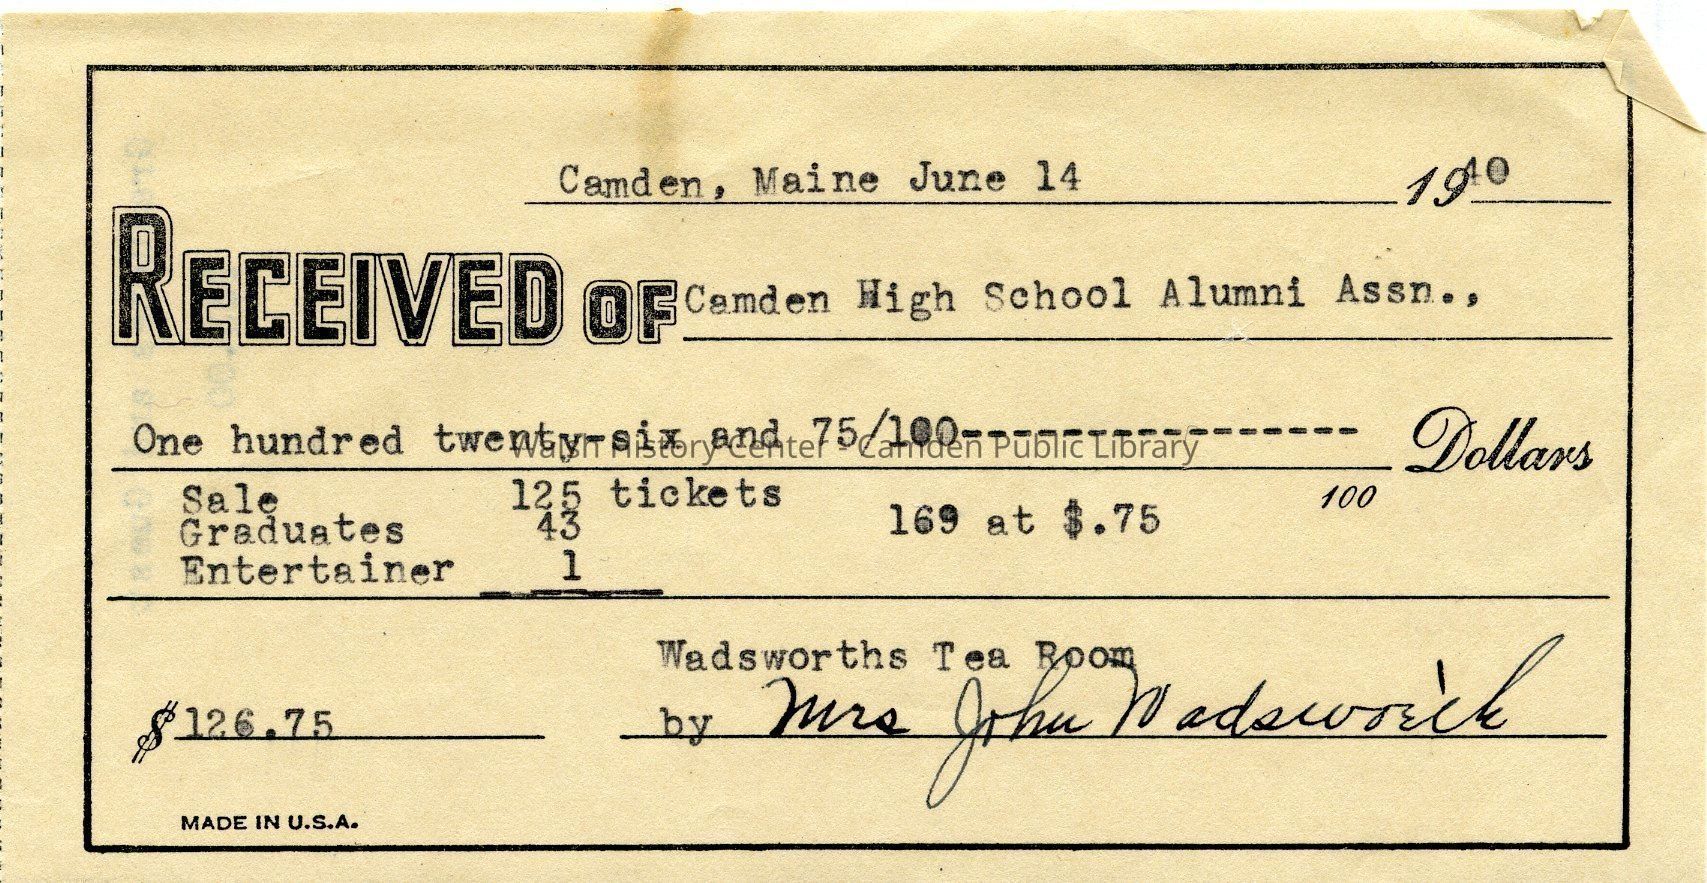 Camden, Maine June 14 1940
RECEIVED OF Camden High School Alumni Assn.,
One hundred twenty-six and 75/100----------------- Dollars
Walsh History Center - Camden Public Library
100
Sale 125 tickets
169 at $.75
Graduates 43
Entertainer 1
Wadsworths Tea Room
$126.75 by Mrs John Wadsworth
MADE IN U.S.A.